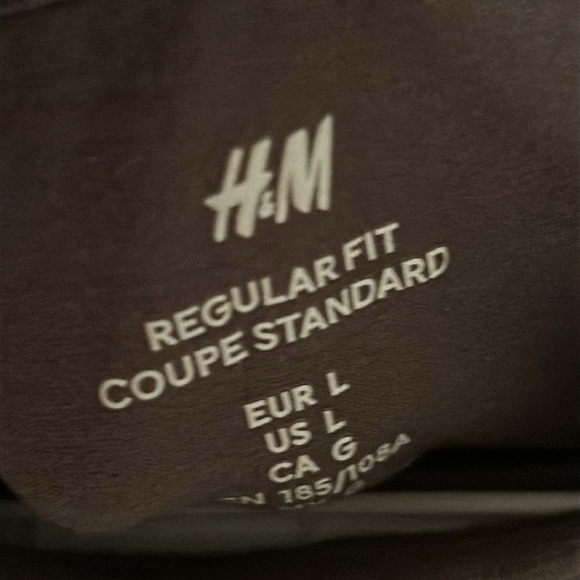 H&M
REGULAR FIT
COUPE STANDARD
EUR L
US L
CA G
185/108A